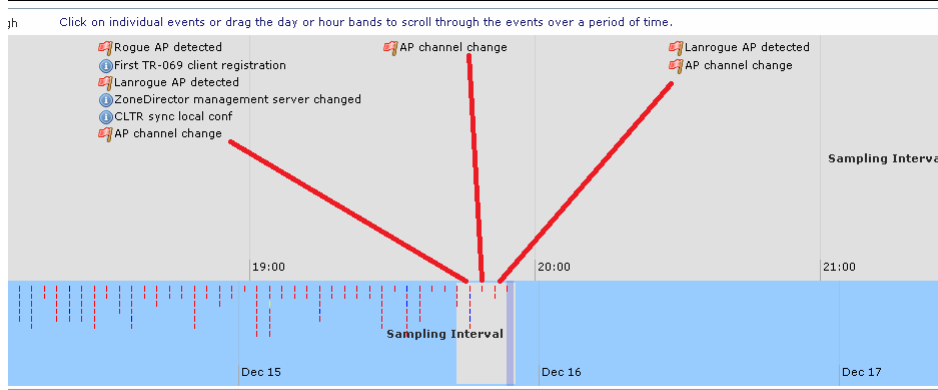 gh Click on individual events or drag the day or hour bands to scroll through the events over a period of time.
Rogue AP detected
First TR-069 client registration
Lanrogue AP detected
ZoneDirector management server changed
CLTR sync local conf
AP channel change
AP channel change
Lanrogue AP detected
AP channel change
Sampling Interva
19:00
20:00
21:00
Sampling Interval
Dec 15
Dec 16
Dec 17